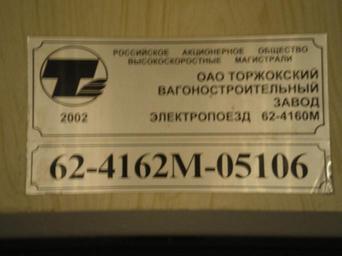 РОССИЙСКОЕ АКЦИОНЕРНОЕ ОБЩЕСТВО
ВЫСОКОСКОРОСТНЫЕ МАГИСТРАЛИ
ОАО ТОРЖОКСКИЙ
ВАГОНОСТРОИТЕЛЬНЫЙ
ЗАВОД
2002 ЭЛЕКТРОПОЕЗД 62-4160М
62-4162М-05106